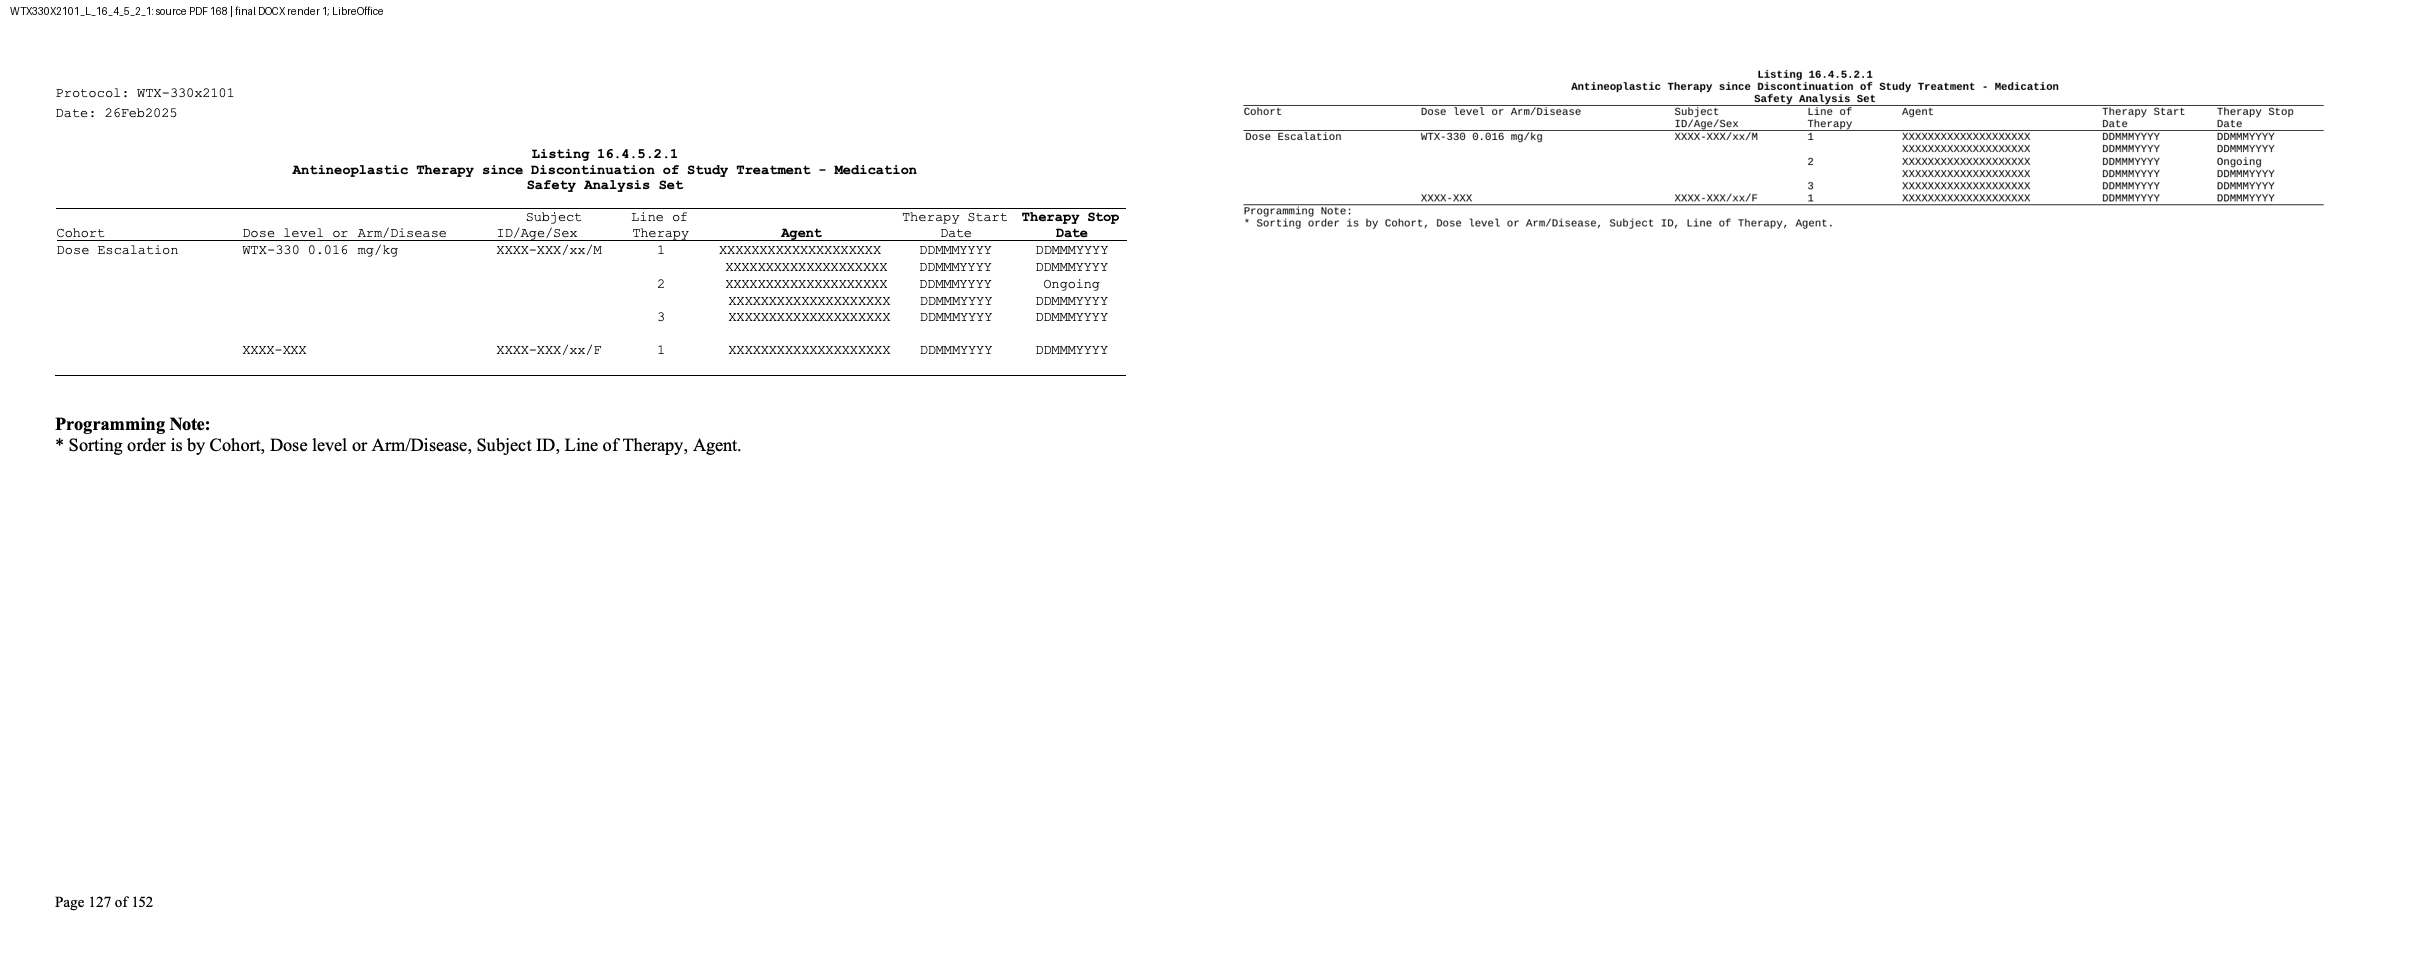 WTX330X2101_L_16_4_5_2_1: source PDF 168 | final DOCX render 1; LibreOffice
Protocol: WTX-330x2101
Date: 26Feb2025
Listing 16.4.5.2.1
Antineoplastic Therapy since Discontinuation of Study Treatment - Medication
Safety Analysis Set
Subject Line of Therapy Start Therapy Stop
Cohort Dose level or Arm/Disease ID/Age/Sex Therapy Agent Date Date
Dose Escalation WTX-330 0.016 mg/kg XXXX-XXX/xx/M 1 XXXXXXXXXXXXXXXXXXXX DDMMMYYYY DDMMMYYYY
XXXXXXXXXXXXXXXXXXXX DDMMMYYYY DDMMMYYYY
2 XXXXXXXXXXXXXXXXXXXX DDMMMYYYY Ongoing
XXXXXXXXXXXXXXXXXXXX DDMMMYYYY DDMMMYYYY
3 XXXXXXXXXXXXXXXXXXXX DDMMMYYYY DDMMMYYYY
XXXX-XXX XXXX-XXX/xx/F 1 XXXXXXXXXXXXXXXXXXXX DDMMMYYYY DDMMMYYYY
Programming Note:
* Sorting order is by Cohort, Dose level or Arm/Disease, Subject ID, Line of Therapy, Agent.
Page 127 of 152
Listing 16.4.5.2.1
Antineoplastic Therapy since Discontinuation of Study Treatment - Medication
Safety Analysis Set
Cohort Dose level or Arm/Disease Subject Line of Agent Therapy Start Therapy Stop
ID/Age/Sex Therapy Date Date
Dose Escalation WTX-330 0.016 mg/kg XXXX-XXX/xx/M 1 XXXXXXXXXXXXXXXXXXXX DDMMMYYYY DDMMMYYYY
XXXXXXXXXXXXXXXXXXXX DDMMMYYYY DDMMMYYYY
2 XXXXXXXXXXXXXXXXXXXX DDMMMYYYY Ongoing
XXXXXXXXXXXXXXXXXXXX DDMMMYYYY DDMMMYYYY
3 XXXXXXXXXXXXXXXXXXXX DDMMMYYYY DDMMMYYYY
XXXX-XXX XXXX-XXX/xx/F 1 XXXXXXXXXXXXXXXXXXXX DDMMMYYYY DDMMMYYYY
Programming Note:
* Sorting order is by Cohort, Dose level or Arm/Disease, Subject ID, Line of Therapy, Agent.